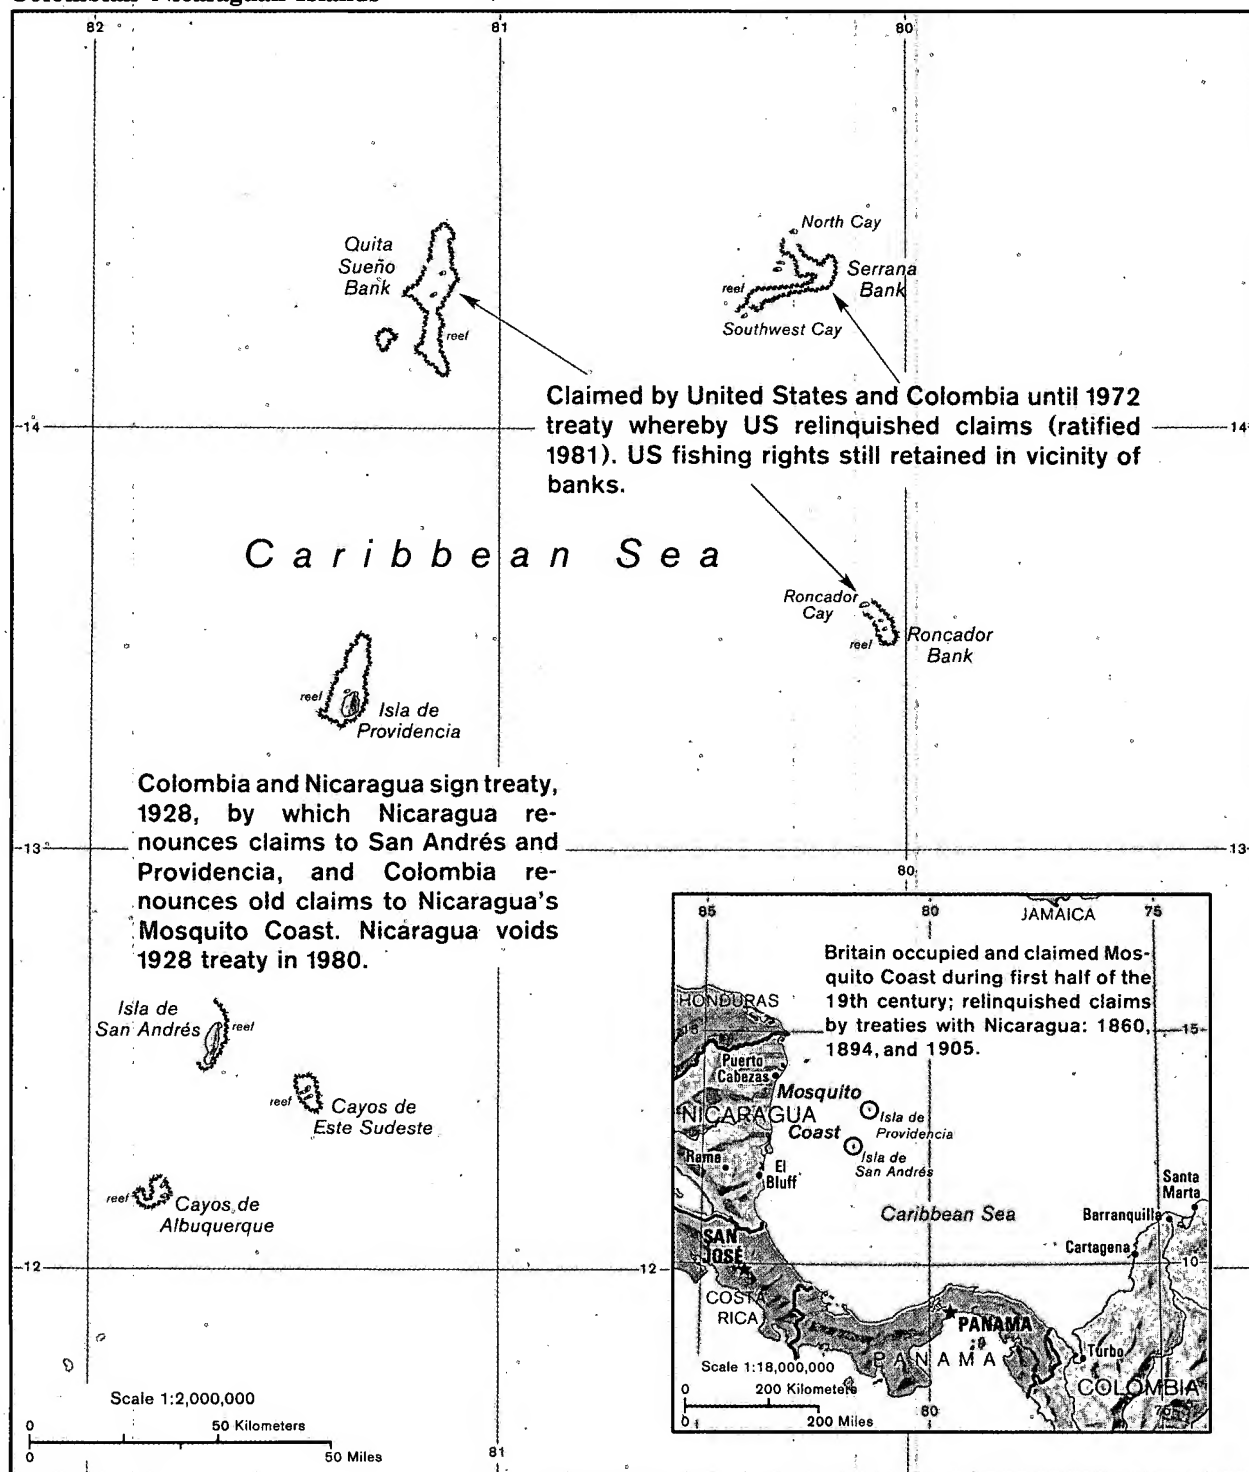 82
81
80
North Cay
Quita
Sueño
Bank
Serrana
Bank
reef
Southwest Cay
reef
Claimed by United States and Colombia until 1972
treaty whereby US relinquished claims (ratified
1981). US fishing rights still retained in vicinity of
banks.
14
14
Caribbean Sea
Roncador
Cay
reef
Roncador
Bank
reef
Isla de
Providencia
Colombia and Nicaragua sign treaty,
1928, by which Nicaragua re-
nounces claims to San Andrés and
Providencia, and Colombia re-
nounces old claims to Nicaragua's
Mosquito Coast. Nicaragua voids
1928 treaty in 1980.
13
13
80
Isla de
San Andrés
reef
reef
Cayos de
Este Sudeste
reef
Cayos de
Albuquerque
12
Scale 1:2,000,000
0 50 Kilometers
0 50 Miles
81
85
80
75
JAMAICA
Britain occupied and claimed Mos-
quito Coast during first half of the
19th century; relinquished claims
by treaties with Nicaragua: 1860,
1894, and 1905.
HONDURAS
15
15
Puerto
Cabezas
Mosquito
Coast
NICARAGUA
Isla de
Providencia
Isla de
San Andrés
Rama
El
Bluff
Caribbean Sea
Santa
Marta
Barranquilla
Cartagena
SAN
JOSÉ
10
COSTA
RICA
PANAMA
PANAMA
Turbo
COLOMBIA
Scale 1:18,000,000
0 200 Kilometers
0 200 Miles
80
75